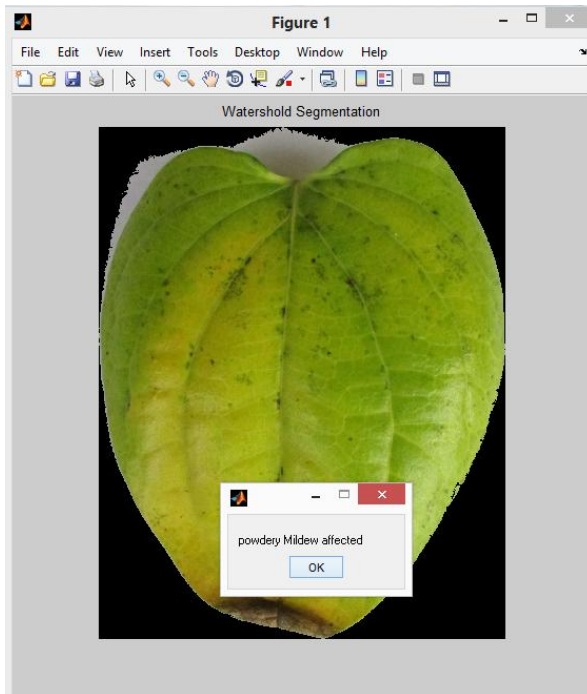 Figure 1
File Edit View Insert Tools Desktop Window Help
Watershold Segmentation
powdery Mildew affected
OK